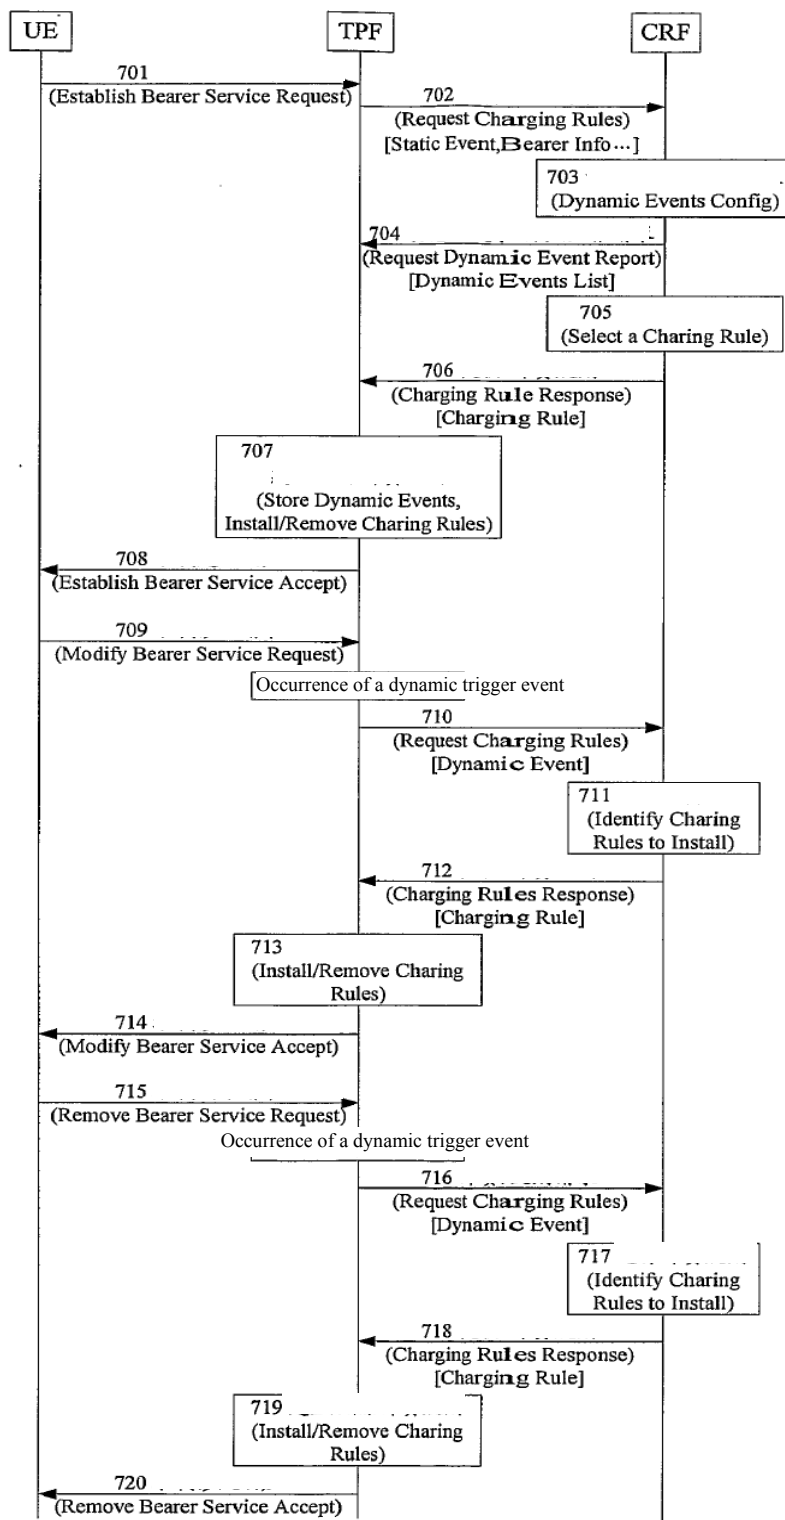 UE
TPF
CRF
701
(Establish Bearer Service Request)
702
(Request Charging Rules)
[Static Event,Bearer Info...]
703
(Dynamic Events Config)
704
(Request Dynamic Event Report)
[Dynamic Events List]
705
(Select a Charing Rule)
706
(Charging Rule Response)
[Charging Rule]
707
(Store Dynamic Events,
Install/Remove Charing Rules)
708
(Establish Bearer Service Accept)
709
(Modify Bearer Service Request)
Occurrence of a dynamic trigger event
710
(Request Charging Rules)
[Dynamic Event]
711
(Identify Charing
Rules to Install)
712
(Charging Rules Response)
[Charging Rule]
713
(Install/Remove Charing
Rules)
714
(Modify Bearer Service Accept)
715
(Remove Bearer Service Request)
Occurrence of a dynamic trigger event
716
(Request Charging Rules)
[Dynamic Event]
717
(Identify Charing
Rules to Install)
718
(Charging Rules Response)
[Charging Rule]
719
(Install/Remove Charing
Rules)
720
(Remove Bearer Service Accept)